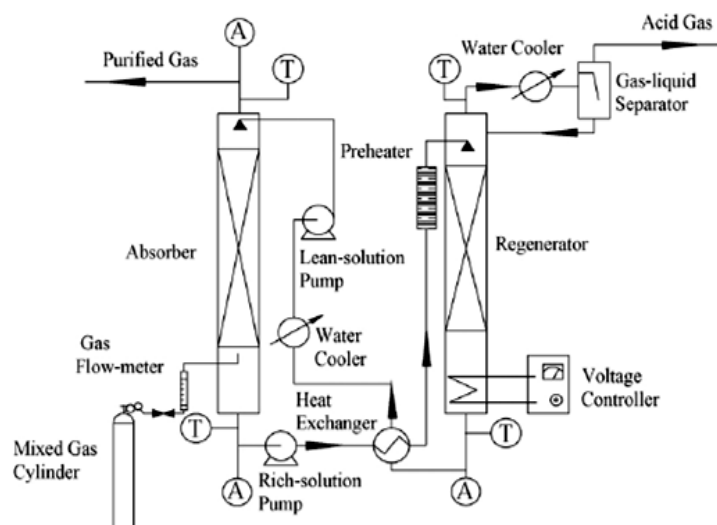 A
Purified Gas
T
Absorber
Gas
Flow-meter
Mixed Gas
Cylinder
T
A
Rich-solution
Pump
Heat
Exchanger
Water
Cooler
Lean-solution
Pump
Preheater
T
Water Cooler
Acid Gas
Gas-liquid
Separator
Regenerator
Voltage
Controller
T
A